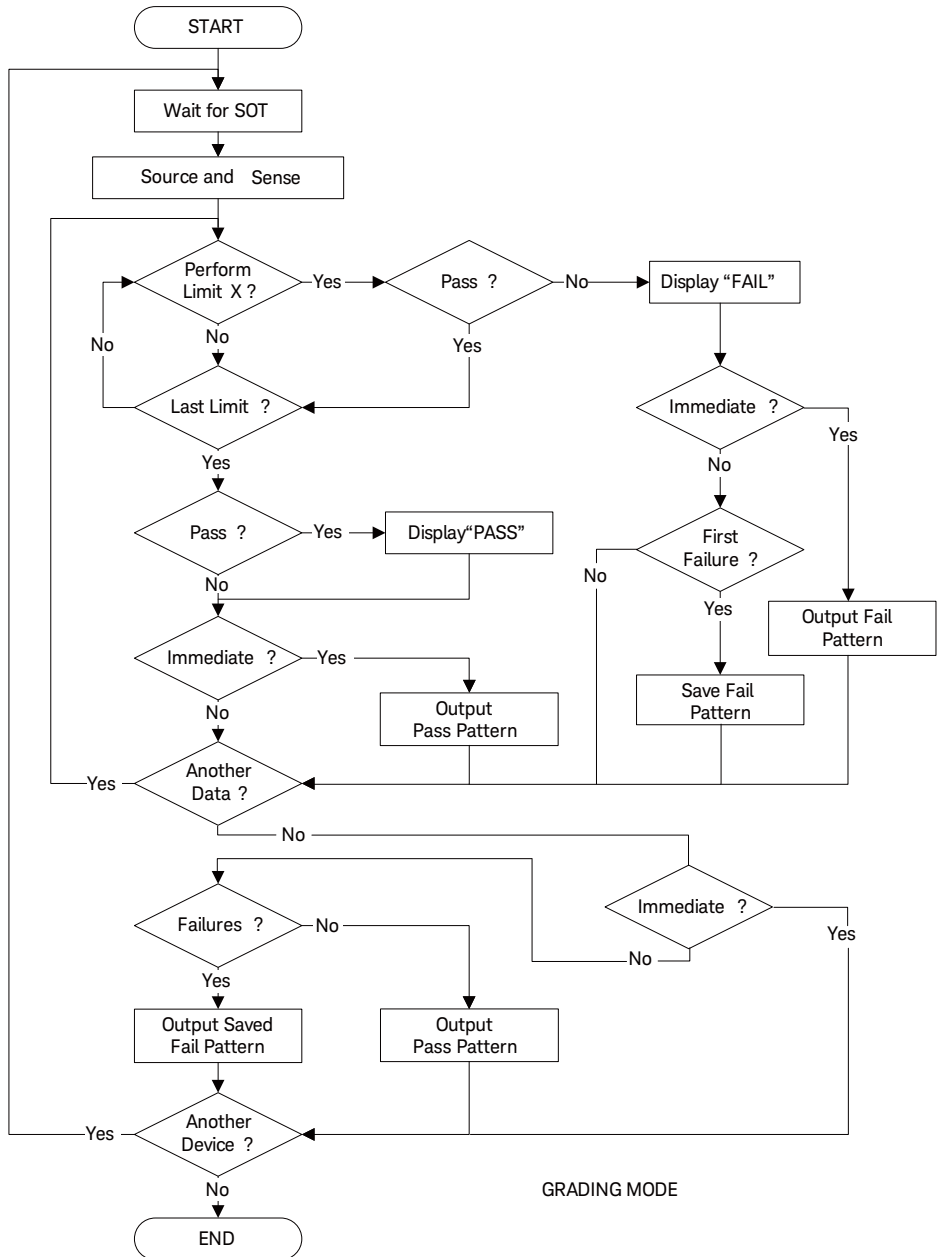 START
Wait for SOT
Source and Sense
Perform
Limit X ?
Yes
Pass ?
No
Display "FAIL"
No
No
Yes
Last Limit ?
Immediate ?
Yes
Yes
No
Pass ?
Yes
Display“PASS”
First
Failure ?
No
No
Yes
Output Fail
Pattern
Immediate ?
Yes
Save Fail
Pattern
No
Output
Pass Pattern
Yes
Another
Data ?
No
Immediate ?
Failures ?
No
Yes
No
Yes
Output Saved
Fail Pattern
Output
Pass Pattern
Yes
Another
Device ?
No
GRADING MODE
END